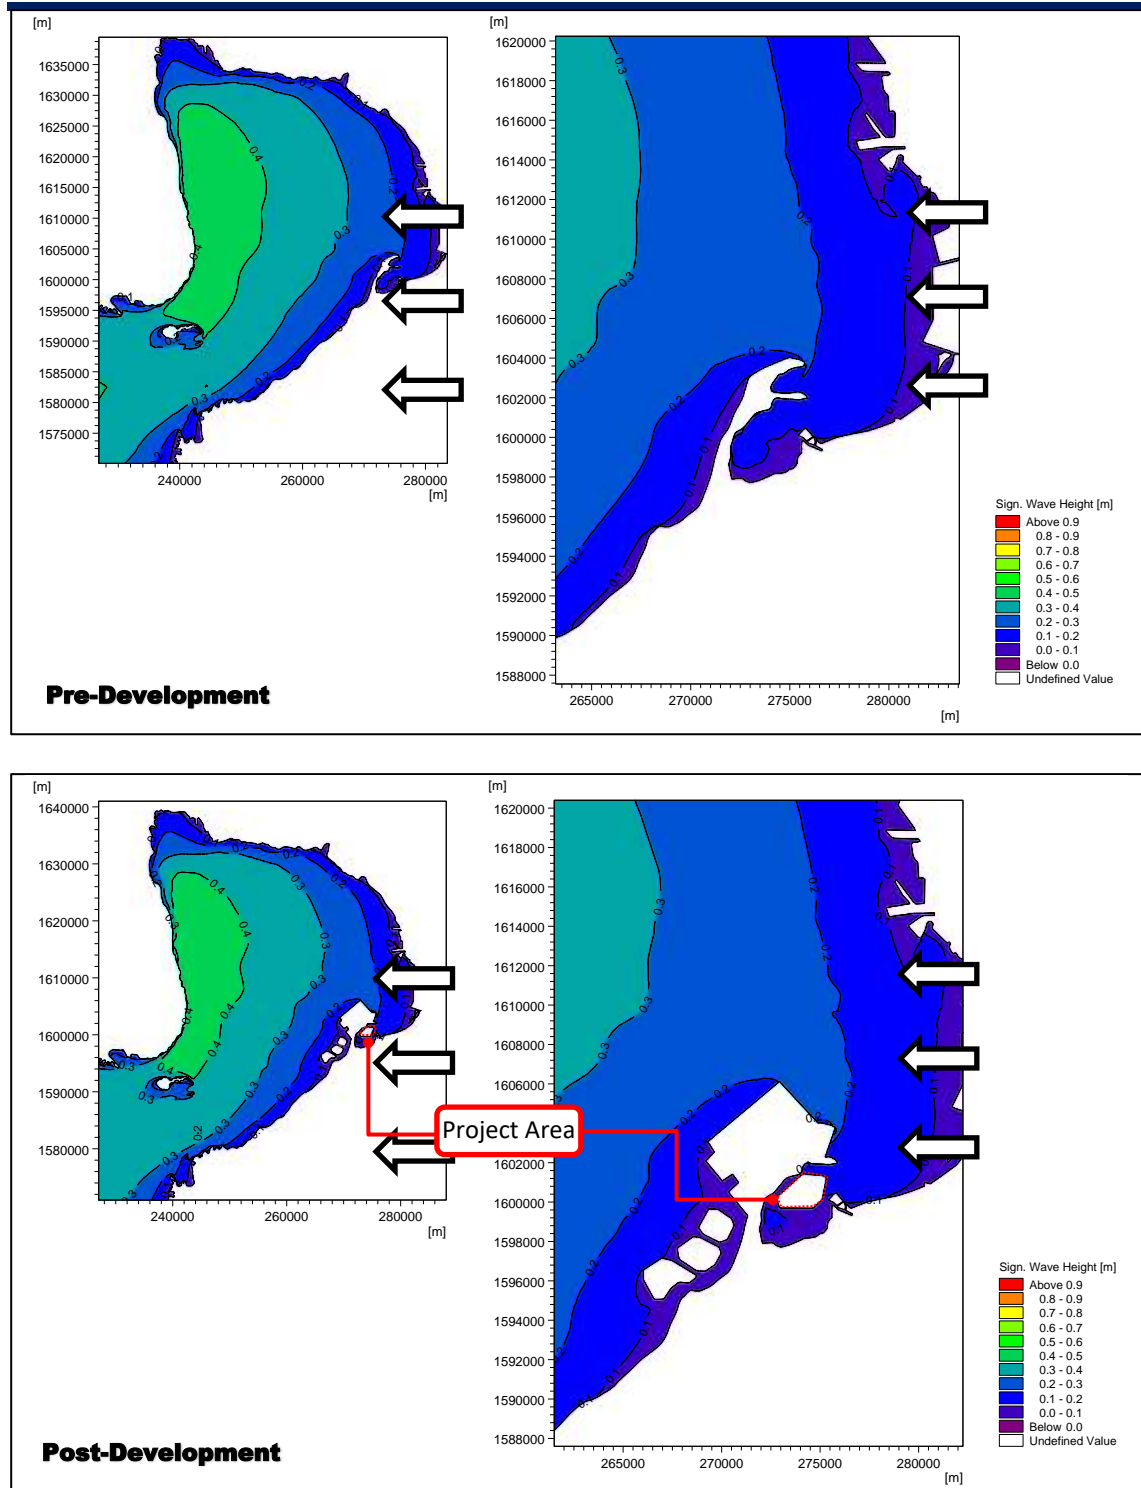 [m]
1635000
1630000
1625000
1620000
1615000
1610000
1605000
1600000
1595000
1590000
1585000
1580000
1575000
240000 260000 280000
[m]
[m]
1620000
1618000
1616000
1614000
1612000
1610000
1608000
1606000
1604000
1602000
1600000
1598000
1596000
1594000
1592000
1590000
1588000
265000 270000 275000 280000
[m]
Sign. Wave Height [m]
Above 0.9
0.8 - 0.9
0.7 - 0.8
0.6 - 0.7
0.5 - 0.6
0.4 - 0.5
0.3 - 0.4
0.2 - 0.3
0.1 - 0.2
0.0 - 0.1
Below 0.0
Undefined Value
Pre-Development
[m]
1640000
1630000
1620000
1610000
1600000
1590000
1580000
240000 260000 280000
[m]
[m]
1620000
1618000
1616000
1614000
1612000
1610000
1608000
1606000
1602000
1600000
1598000
1596000
1594000
1592000
1590000
1588000
265000 270000 275000 280000
[m]
Project Area
Sign. Wave Height [m]
Above 0.9
0.8 - 0.9
0.7 - 0.8
0.6 - 0.7
0.5 - 0.6
0.4 - 0.5
0.3 - 0.4
0.2 - 0.3
0.1 - 0.2
0.0 - 0.1
Below 0.0
Undefined Value
Post-Development